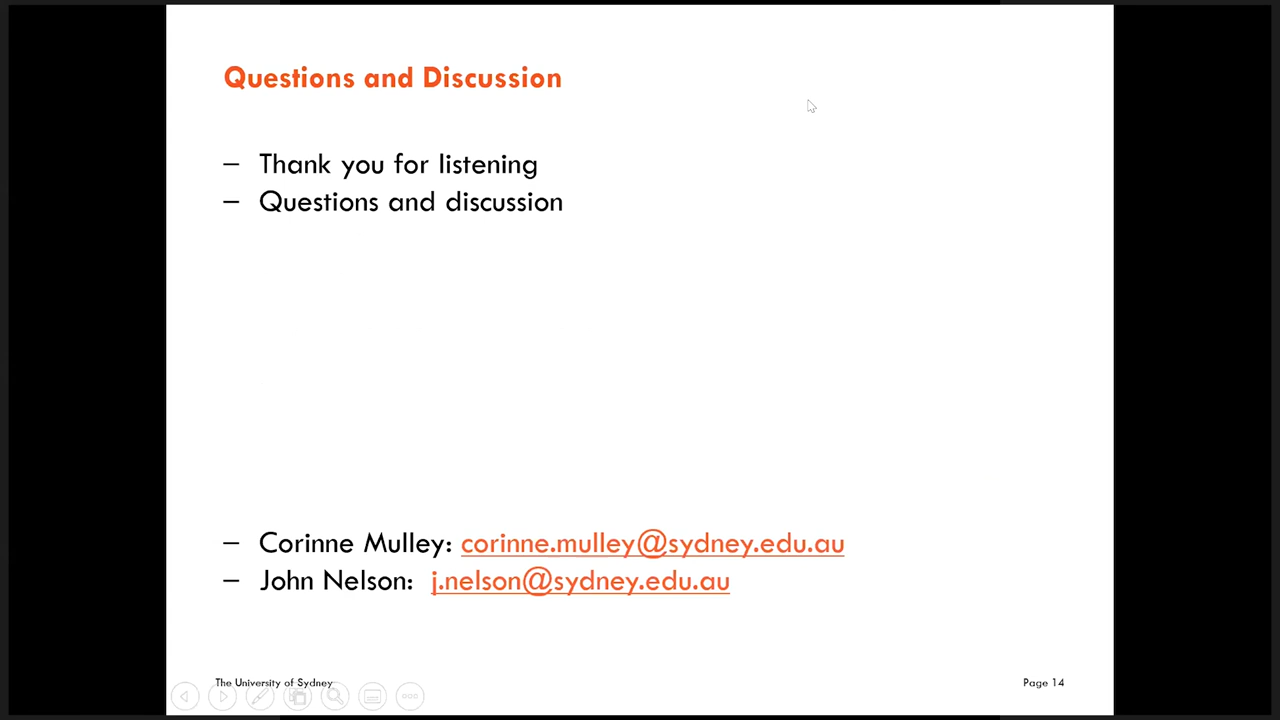 Questions and Discussion
– Thank you for listening
– Questions and discussion
– Corinne Mulley: corinne.mulley@sydney.edu.au
– John Nelson: j.nelson@sydney.edu.au
The University of Sydney
Page 14